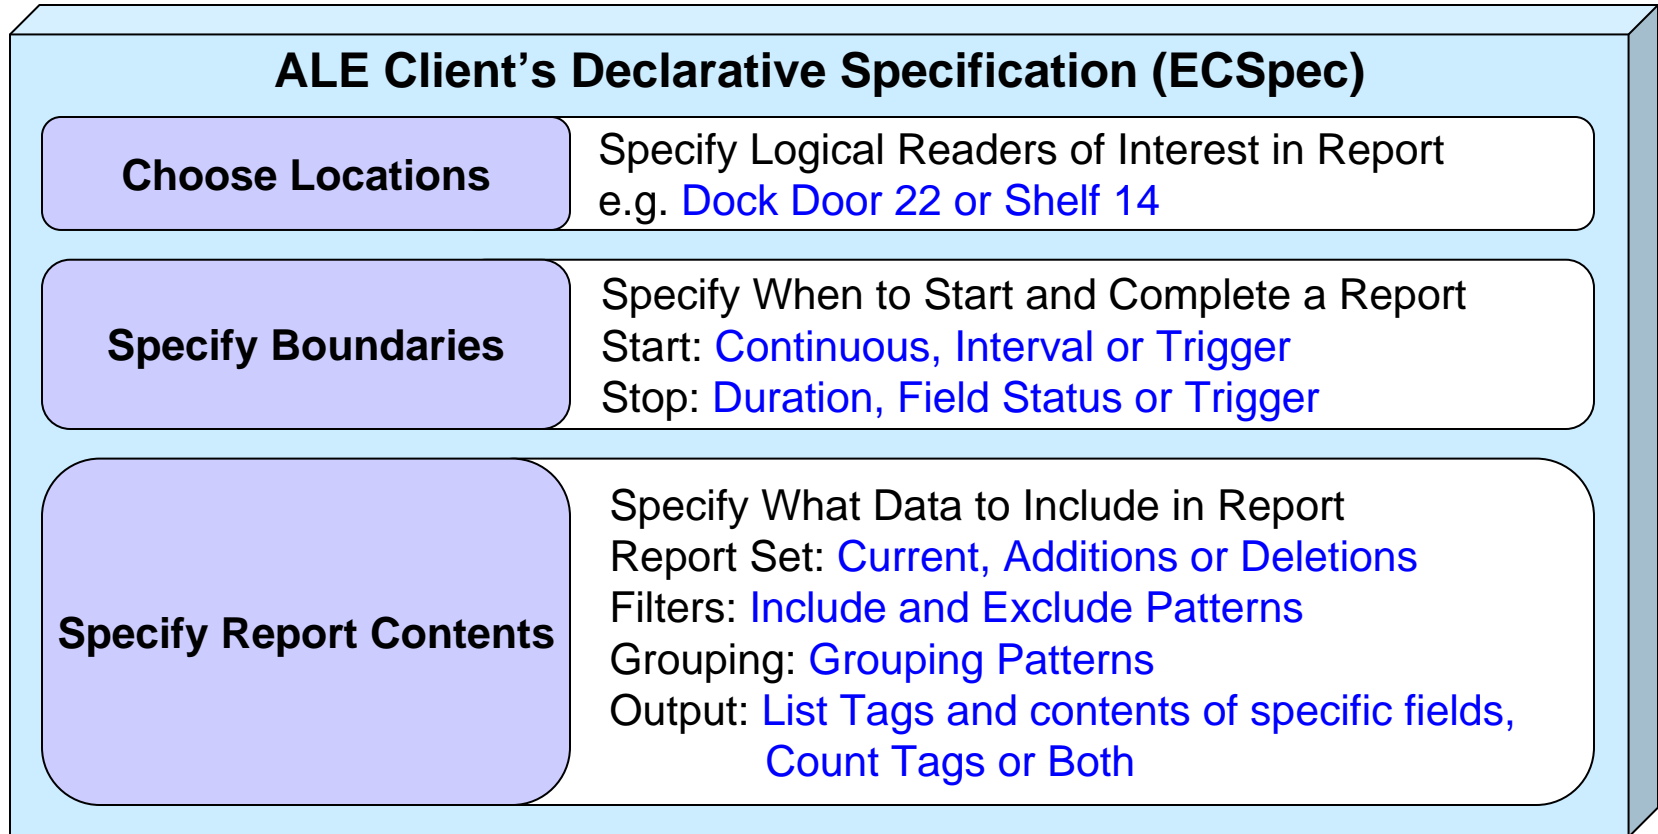 ALE Client’s Declarative Specification (ECSpec)
Choose Locations
Specify Logical Readers of Interest in Report
e.g. Dock Door 22 or Shelf 14
Specify Boundaries
Specify When to Start and Complete a Report
Start: Continuous, Interval or Trigger
Stop: Duration, Field Status or Trigger
Specify Report Contents
Specify What Data to Include in Report
Report Set: Current, Additions or Deletions
Filters: Include and Exclude Patterns
Grouping: Grouping Patterns
Output: List Tags and contents of specific fields,
Count Tags or Both